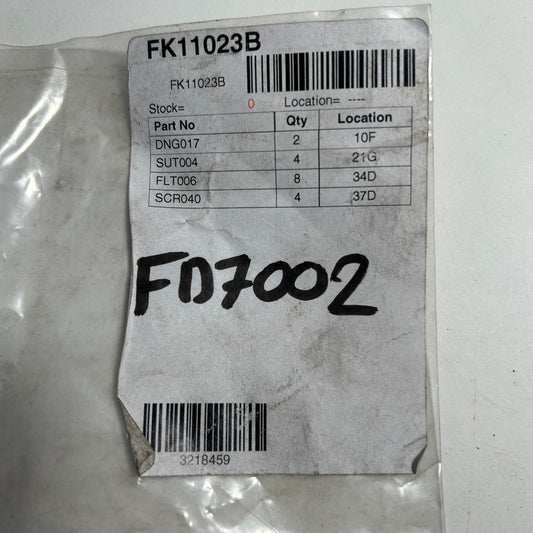 FK11023B
FK11023B
Stock= 0 Location= ----
Part No Qty Location
DNG017 2 10F
SUT004 4 21G
FLT006 8 34D
SCR040 4 37D
FD7002
3218459